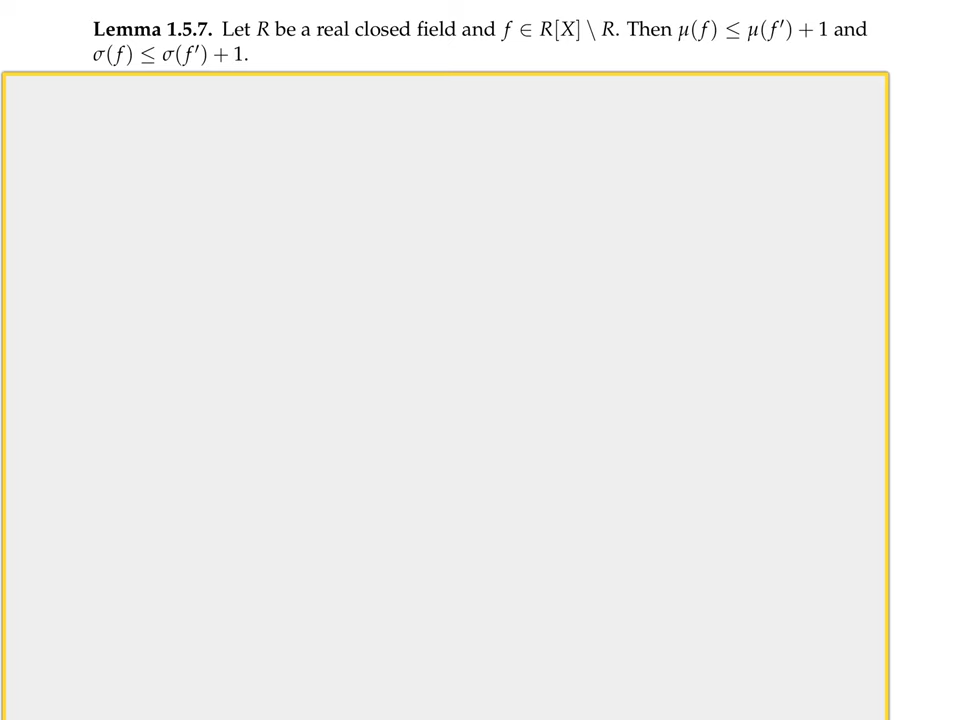 Lemma 1.5.7. Let R be a real closed field and f ∈ R[X] \ R. Then μ(f) ≤ μ(f′) + 1 and
σ(f) ≤ σ(f′) + 1.